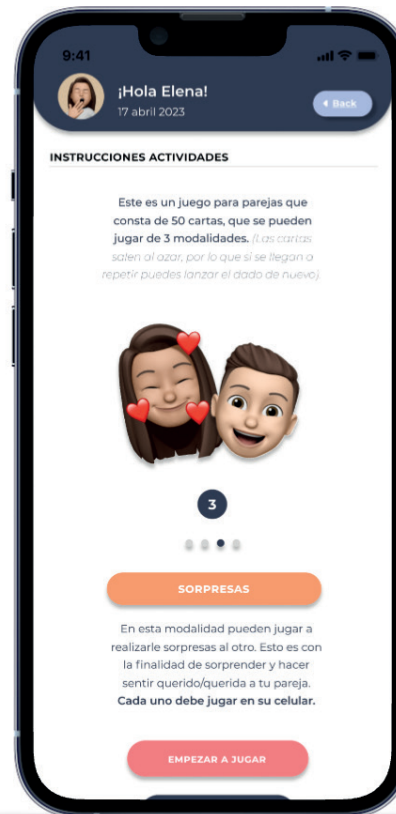 9:41
¡Hola Elena!
17 abril 2023
Back
INSTRUCCIONES ACTIVIDADES
Este es un juego para parejas que
consta de 50 cartas, que se pueden
jugar de 3 modalidades. (Las cartas
salen al azar, por lo que si se llegan a
repetir puedes lanzar el dado de nuevo)
3
SORPRESAS
En esta modalidad pueden jugar a
realizarle sorpresas al otro. Esto es con
la finalidad de sorprender y hacer
sentir querido/querida a tu pareja.
Cada uno debe jugar en su celular.
EMPEZAR A JUGAR